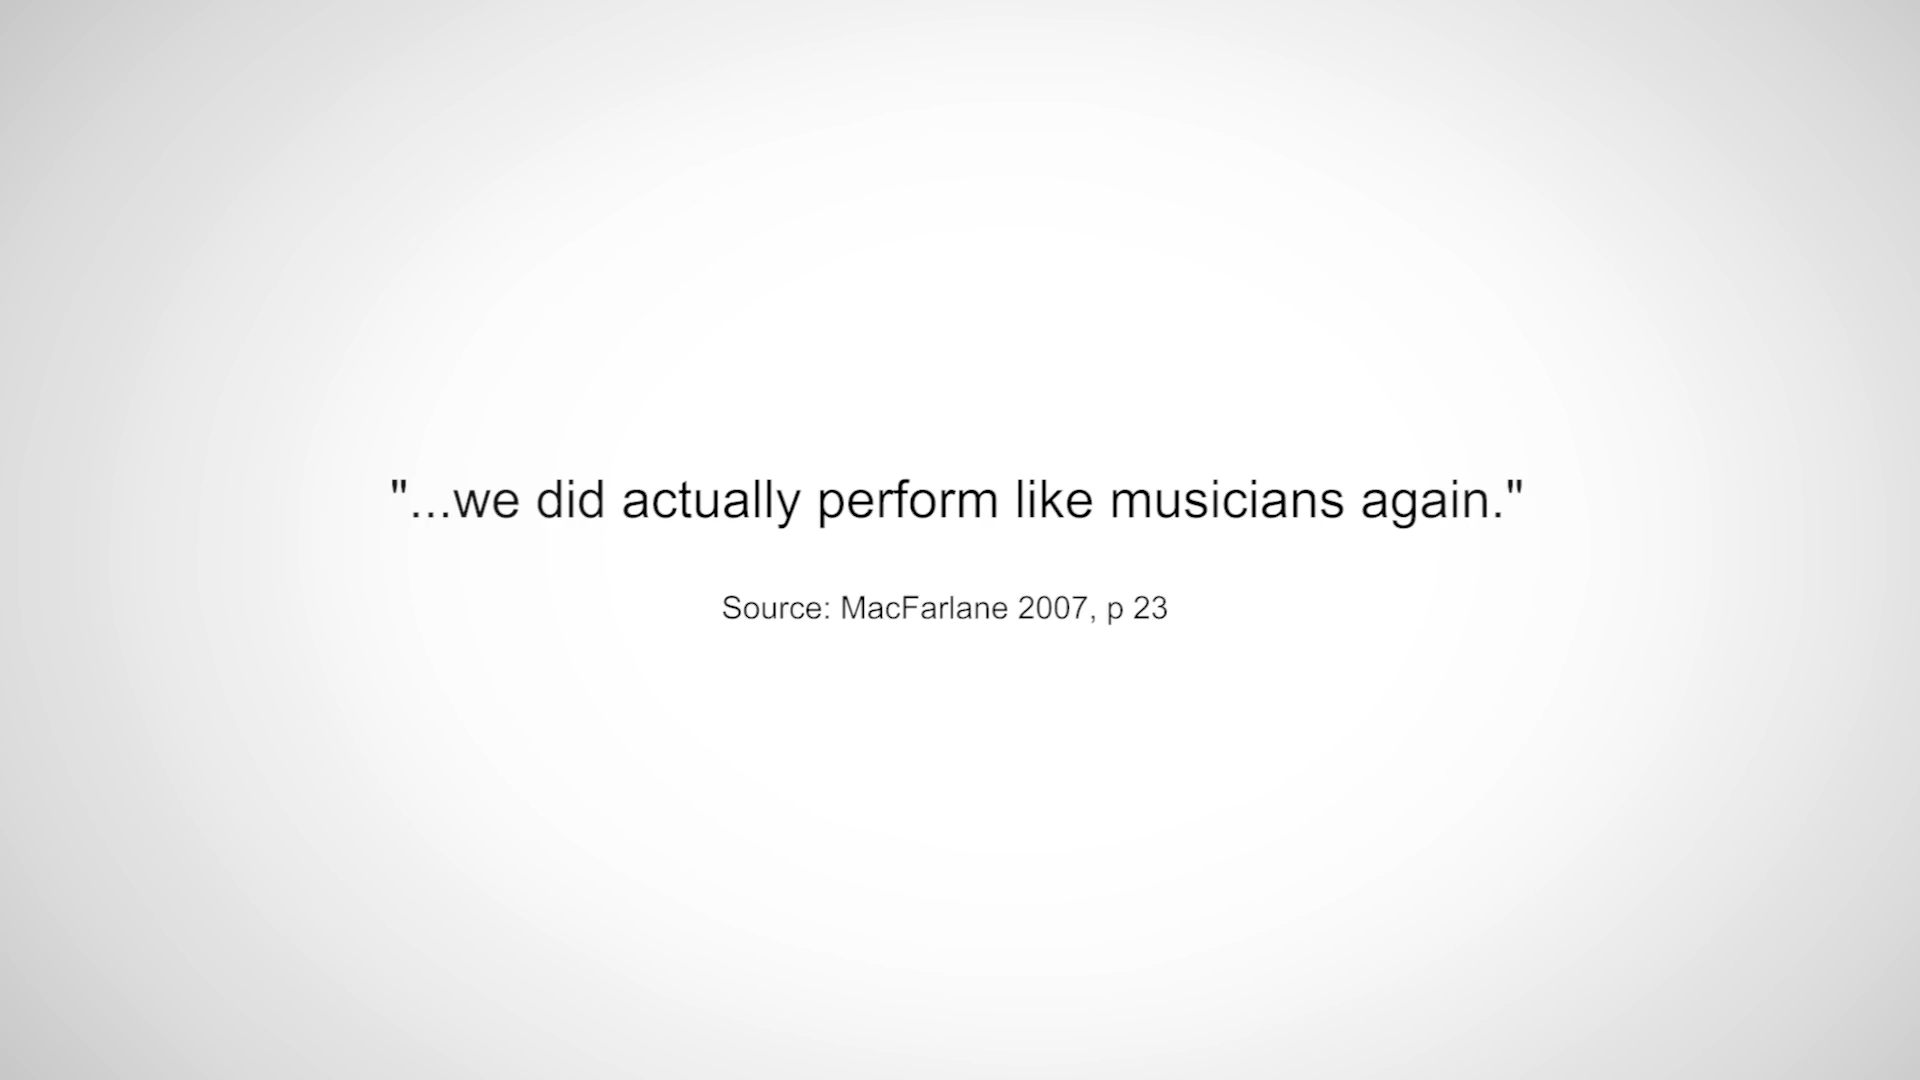 "...we did actually perform like musicians again."
Source: MacFarlane 2007, p 23